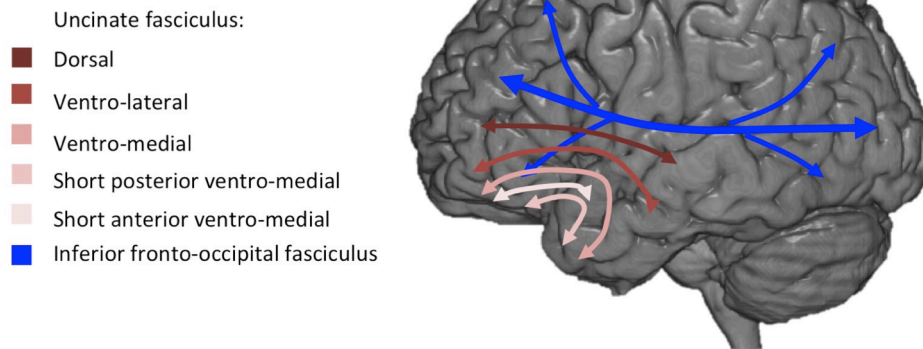 Uncinate fasciculus:
Dorsal
Ventro-lateral
Ventro-medial
Short posterior ventro-medial
Short anterior ventro-medial
Inferior fronto-occipital fasciculus